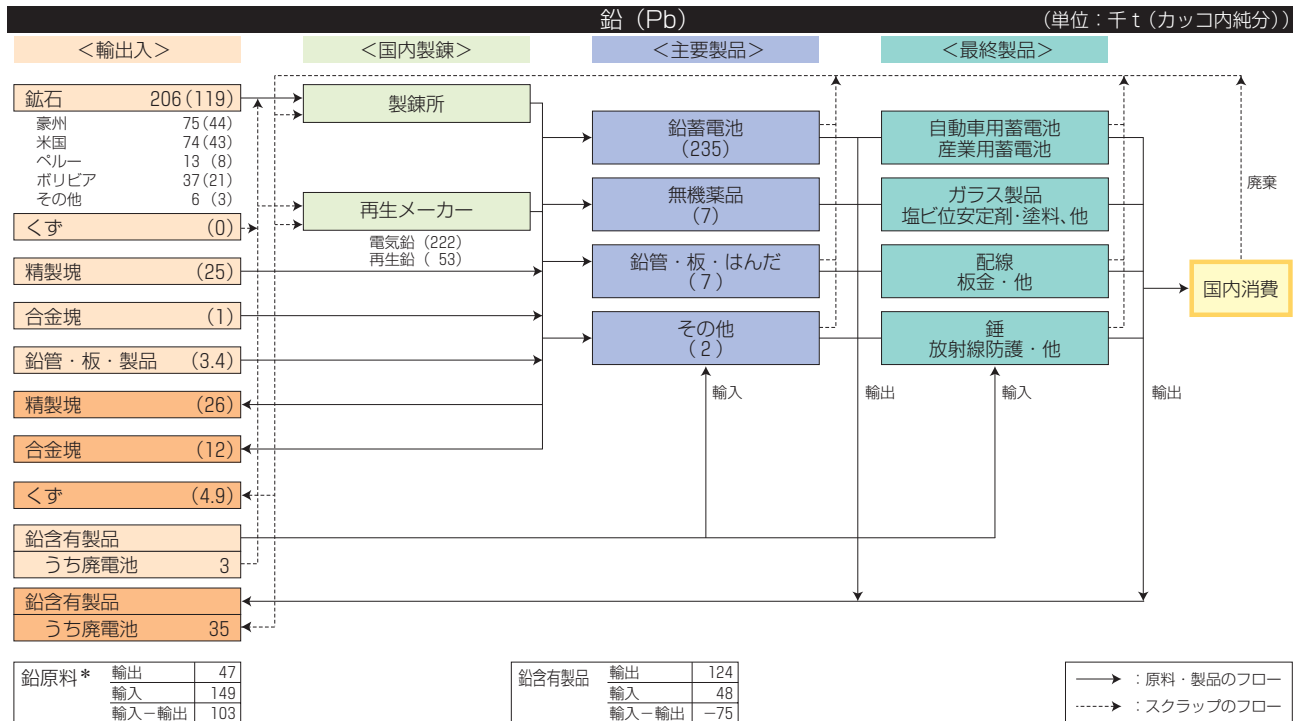 鉛（Pb）
（単位：千ｔ（カッコ内純分））
＜輸出入＞
＜国内製錬＞
＜主要製品＞
＜最終製品＞
鉱石 206(119)
豪州 75(44)
米国 74(43)
ペルー 13 (8)
ボリビア 37(21)
その他 6 (3)
くず (0)
精製塊 (25)
合金塊 (1)
鉛管・板・製品 (3.4)
精製塊 (26)
合金塊 (12)
くず (4.9)
鉛含有製品
うち廃電池 3
鉛含有製品
うち廃電池 35
製錬所
再生メーカー
電気鉛（222）
再生鉛（ 53）
鉛蓄電池
(235)
無機薬品
(7)
鉛管・板・はんだ
(7)
その他
(2)
輸入
輸出
自動車用蓄電池
産業用蓄電池
ガラス製品
塩ビ位安定剤･塗料、他
配線
板金・他
錘
放射線防護・他
輸入
輸出
廃棄
国内消費
鉛原料＊ 輸出 47
輸入 149
輸入−輸出 103
鉛含有製品 輸出 124
輸入 48
輸入−輸出 −75
：原料・製品のフロー
：スクラップのフロー